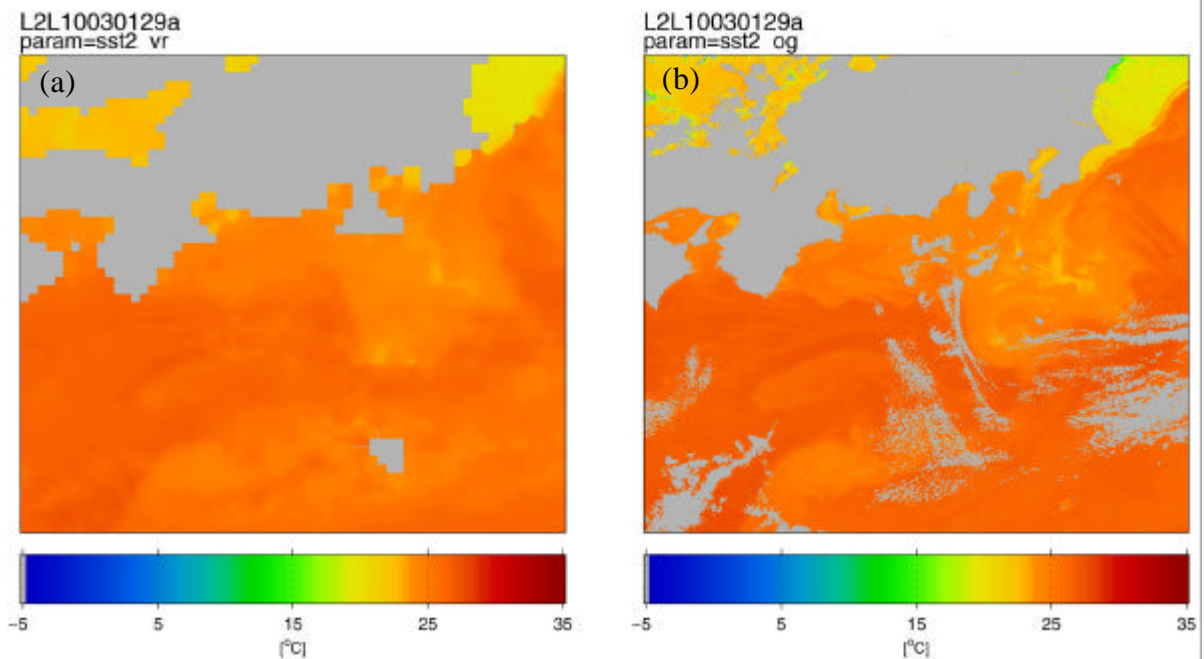 L2L10030129a
param=sst2 vr
(a)
−5 5 15 25 35
[°C]
L2L10030129a
param=sst2 og
(b)
−5 5 15 25 35
[°C]